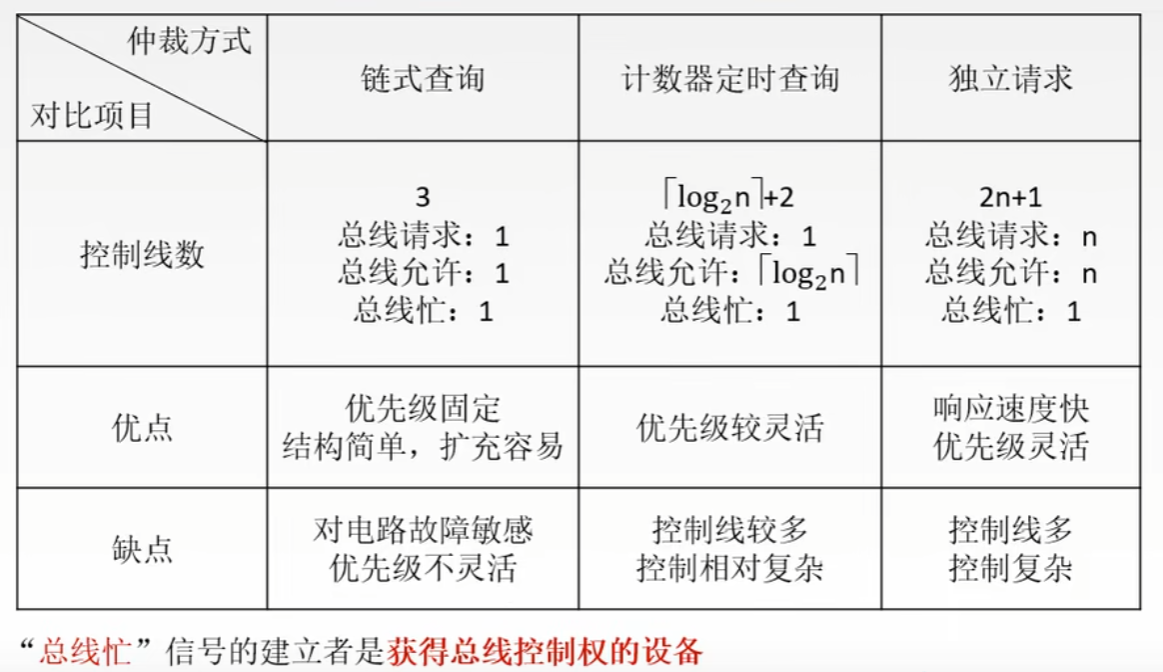 仲裁方式
对比项目
链式查询
计数器定时查询
独立请求
控制线数
3
总线请求：1
总线允许：1
总线忙：1
⌈log₂n⌉+2
总线请求：1
总线允许：⌈log₂n⌉
总线忙：1
2n+1
总线请求：n
总线允许：n
总线忙：1
优点
优先级固定
结构简单，扩充容易
优先级较灵活
响应速度快
优先级灵活
缺点
对电路故障敏感
优先级不灵活
控制线较多
控制相对复杂
控制线多
控制复杂
“总线忙”信号的建立者是获得总线控制权的设备